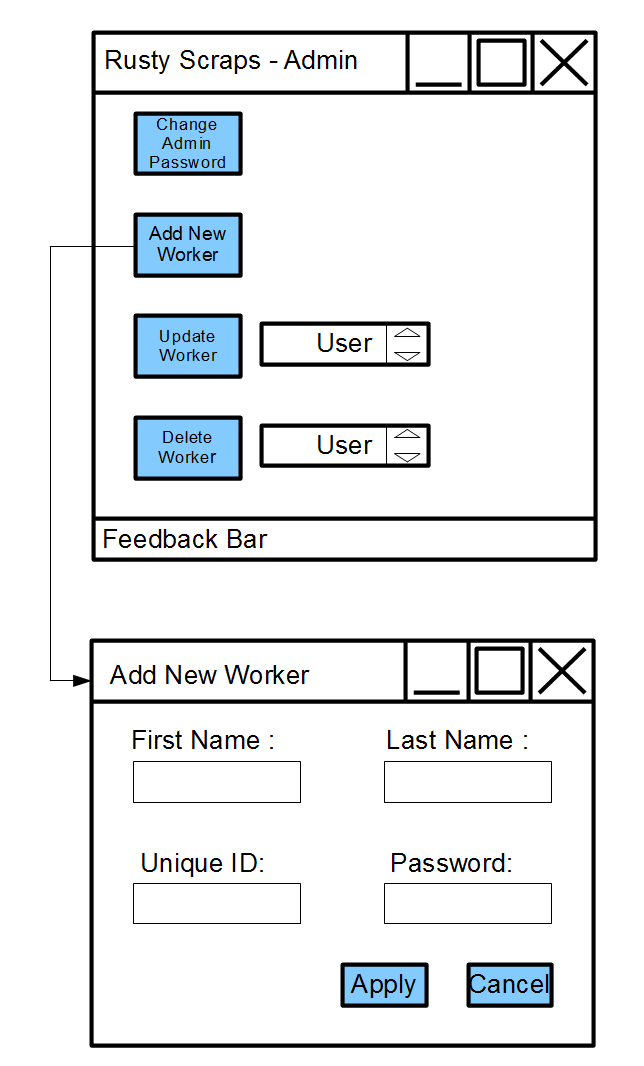 Rusty Scraps - Admin
Change
Admin
Password
Add New
Worker
Update
Worker
User
Delete
Worker
User
Feedback Bar
Add New Worker
First Name :
Last Name :
Unique ID:
Password:
Apply
Cancel